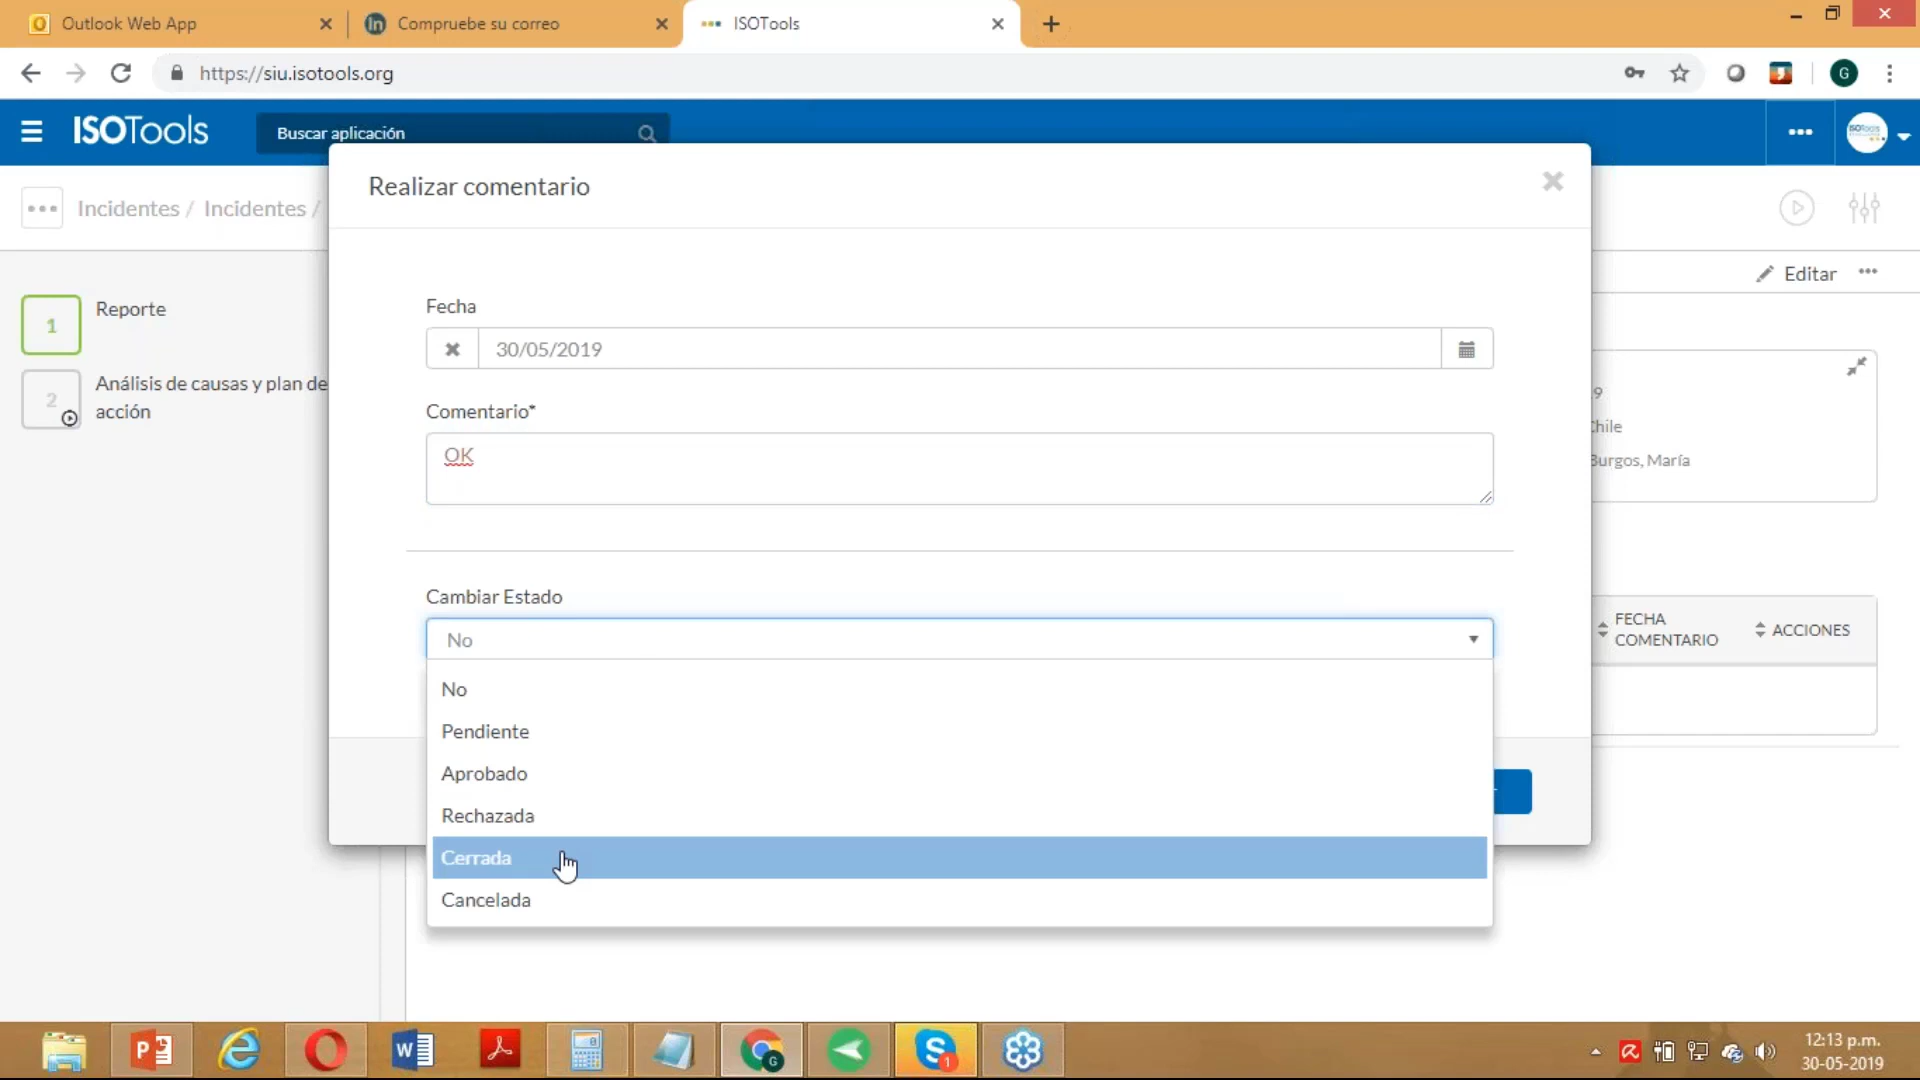 Outlook Web App
Compruebe su correo
ISOTools
https://siu.isotools.org
G
ISOTools
Buscar aplicación
Realizar comentario
Incidentes / Incidentes /
Editar
1
Reporte
2
Análisis de causas y plan de
acción
Fecha
30/05/2019
Comentario*
OK
9
Chile
Burgos, María
Cambiar Estado
No
FECHA
COMENTARIO
ACCIONES
No
Pendiente
Aprobado
Rechazada
Cerrada
Cancelada
12:13 p.m.
30-05-2019